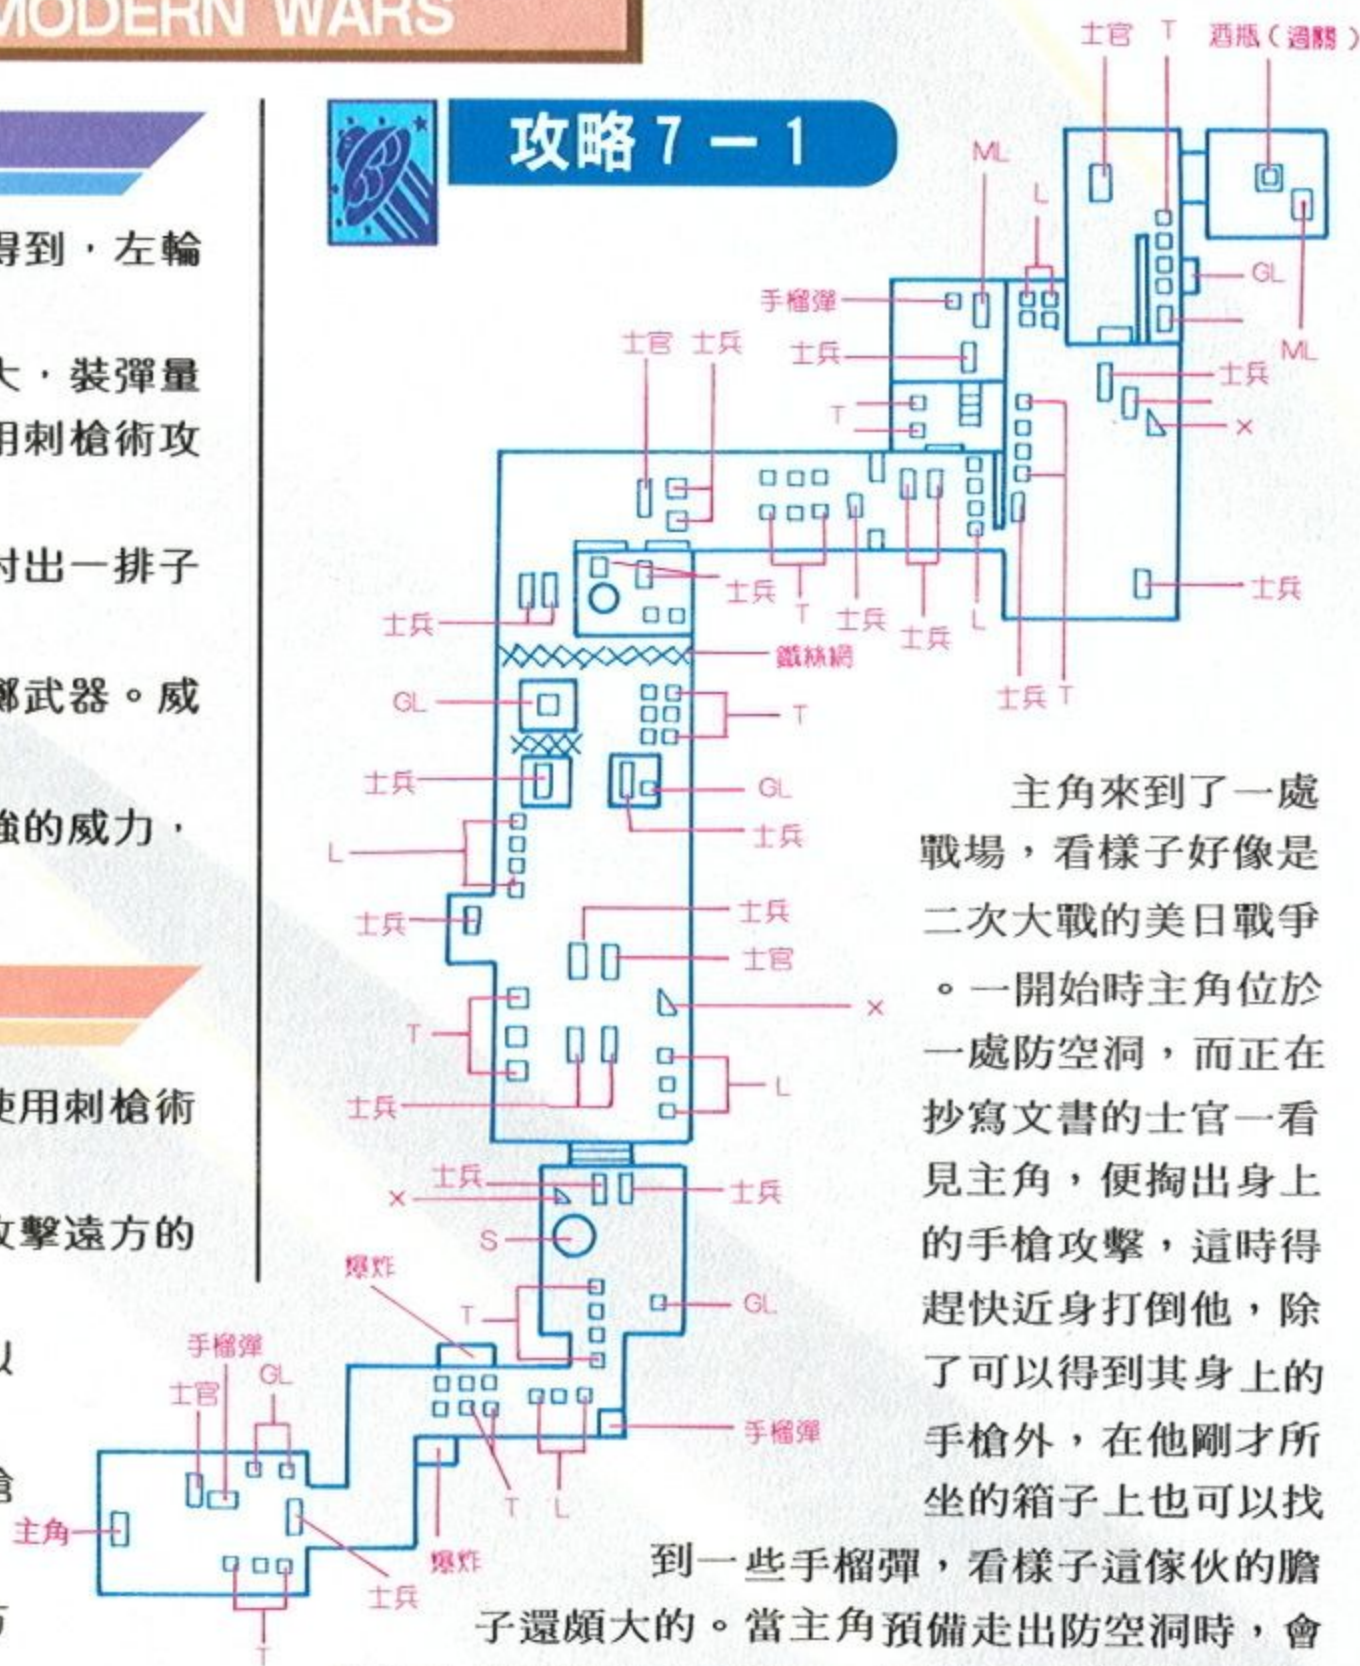 MODERN WARS
得到，左輪
大，裝彈量
用刺槍術攻
射出一排子
擲武器。威
強的威力，
使用刺槍術
攻擊遠方的
以
槍
方
攻略7－1
士官 T 酒瓶（過關）
ML
L
GL
手榴彈
士官 士兵
士兵
ML
士兵
T
×
士兵
士兵
T
士兵
士兵
L
士兵
鐵絲網
士兵 T
GL
T
士兵
GL
士兵
L
士兵
士兵
士官
T
×
L
士兵
士兵
士兵
×
S
爆炸
T
GL
手榴彈
士官
GL
手榴彈
主角
T
L
爆炸
士兵
T
主角來到了一處
戰場，看樣子好像是
二次大戰的美日戰爭
。一開始時主角位於
一處防空洞，而正在
抄寫文書的士官一看
見主角，便掏出身上
的手槍攻擊，這時得
趕快近身打倒他，除
了可以得到其身上的
手槍外，在他剛才所
坐的箱子上也可以找
到一些手榴彈，看樣子這傢伙的膽
子還頗大的。當主角預備走出防空洞時，會